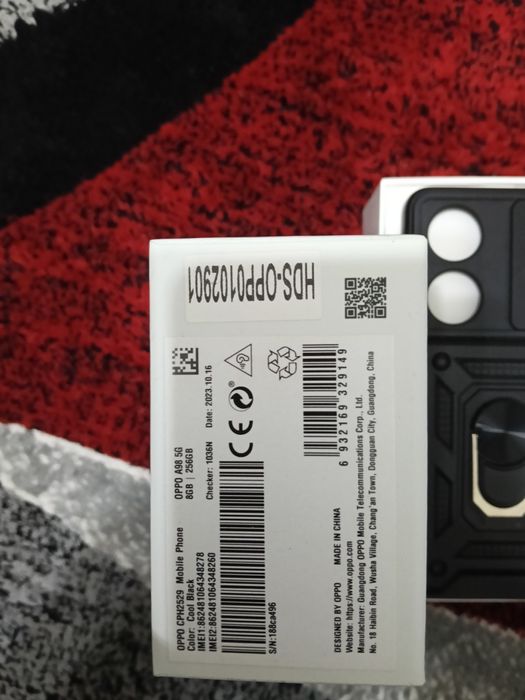 HDS-OPP0102901
OPPO CPH2529 Mobile Phone
Color: Cool Black
IMEI1:862481064348278
IMEI2:862481064348260
OPPO A98 5G
8GB | 256GB
Checker: 1036N
Date: 2023.10.16
CE
S/N:188ca496
DESIGNED BY OPPO MADE IN CHINA
Website: https://www.oppo.com
Manufacturer: Guangdong OPPO Mobile Telecommunications Corp., Ltd.
No. 18 Haibin Road, Wusha Village, Chang'an Town, Dongguan City, Guangdong, China
6 932169 329149